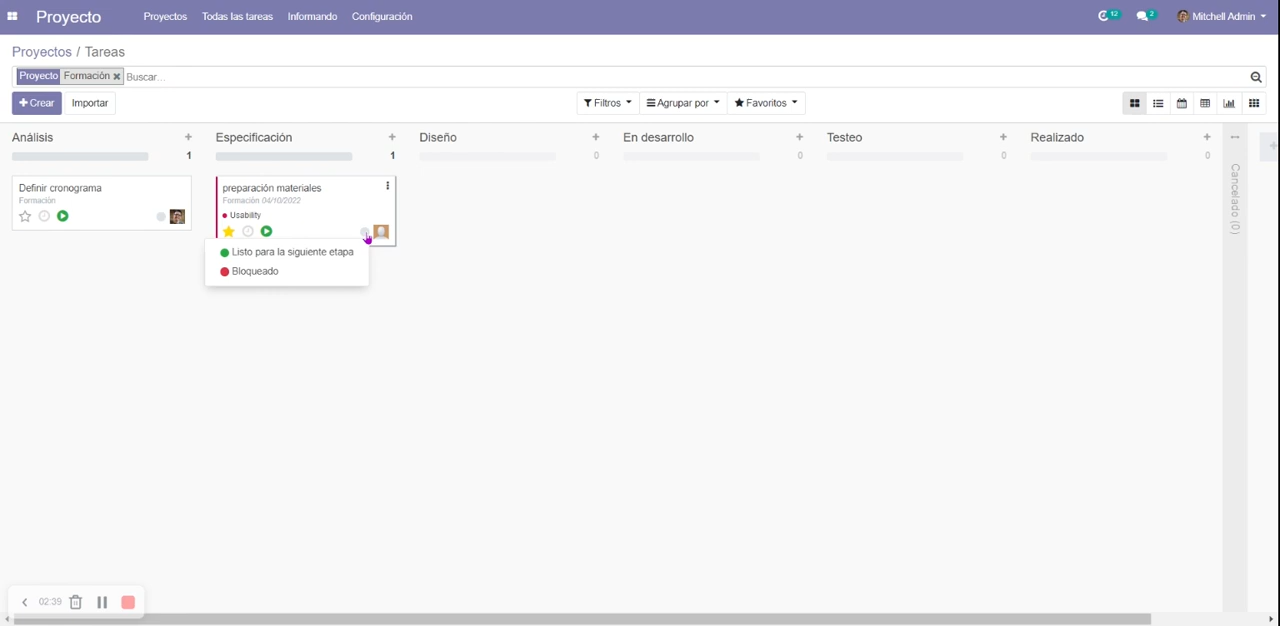 Proyecto Proyectos Todas las tareas Informando Configuración 12 2 Mitchell Admin
Proyectos / Tareas
Proyecto Formación Buscar...
Crear Importar Filtros Agrupar por Favoritos
Análisis + Especificación + Diseño + En desarrollo + Testeo + Realizado +
1 1 0 0 0 0
Cancelado (0)
Definir cronograma
Formación
preparación materiales
Formación 04/10/2022
Usability
Listo para la siguiente etapa
Bloqueado
02:39